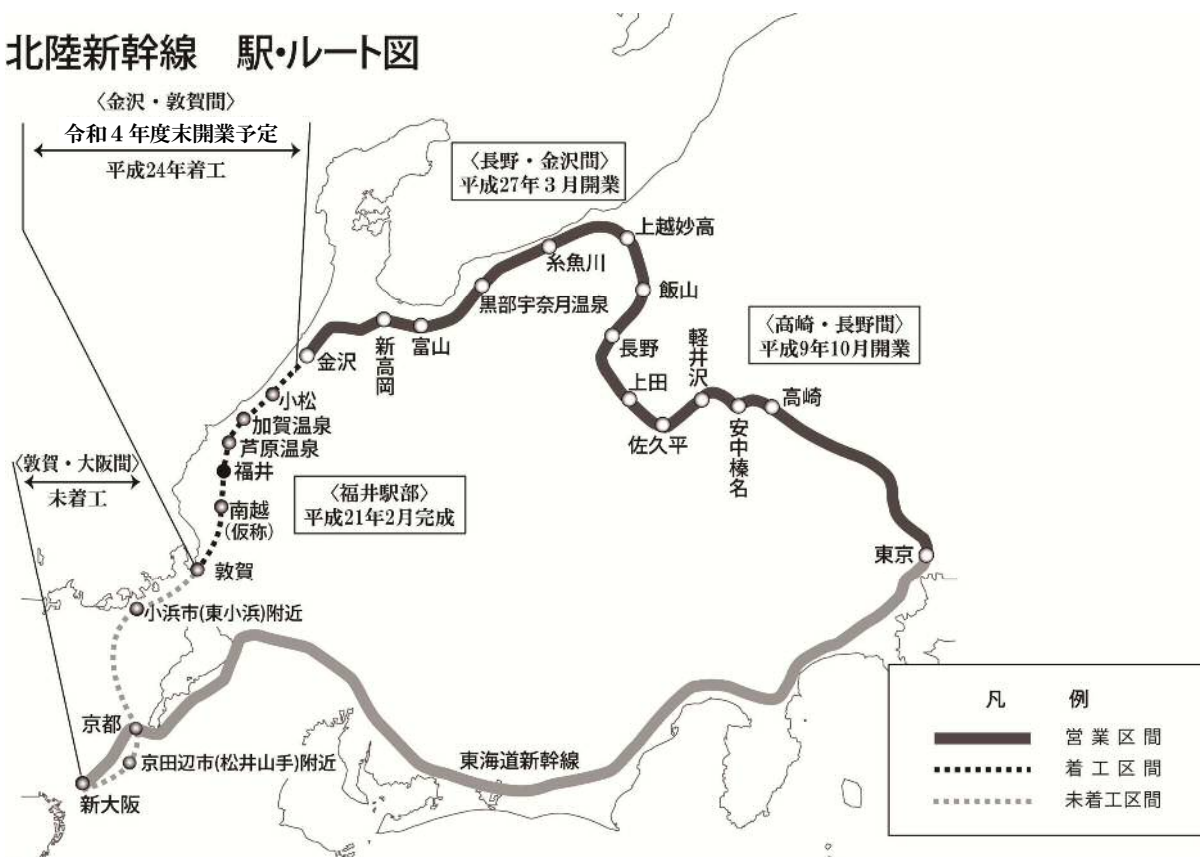 北陸新幹線　駅・ルート図
〈金沢・敦賀間〉
令和4年度末開業予定
平成24年着工
〈長野・金沢間〉
平成27年3月開業
上越妙高
糸魚川
飯山
黒部宇奈月温泉
〈高崎・長野間〉
平成9年10月開業
長野
軽井沢
富山
新高岡
金沢
上田
高崎
小松
加賀温泉
佐久平
安中榛名
芦原温泉
〈敦賀・大阪間〉
未着工
福井
〈福井駅部〉
平成21年2月完成
南越
(仮称)
東京
敦賀
小浜市(東小浜)附近
京都
京田辺市(松井山手)附近
東海道新幹線
新大阪
凡　例
営業区間
着工区間
未着工区間